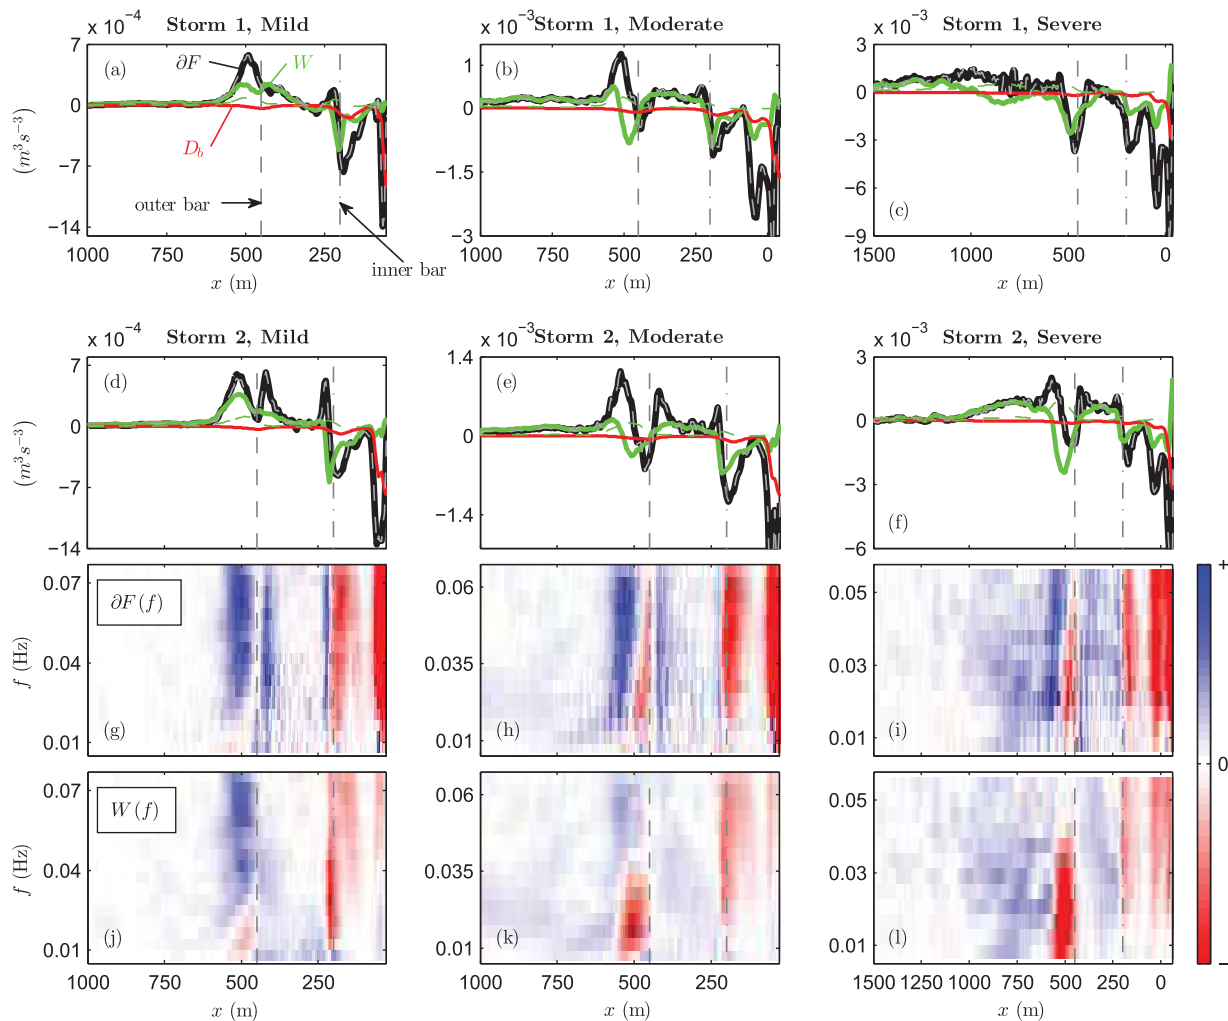 Storm 1, Mild
Storm 1, Moderate
Storm 1, Severe
x 10⁻⁴
x 10⁻³
x 10⁻³
(a)
∂F
W
D_b
outer bar
inner bar
(b)
(c)
(m³s⁻³)
7
0
−7
−14
1.5
0
−1.5
−3
3
0
−3
−6
−9
1000 750 500 250
1000 750 500 250 0
1500 1000 500 0
x (m)
x (m)
x (m)
Storm 2, Mild
Storm 2, Moderate
Storm 2, Severe
x 10⁻⁴
x 10⁻³
x 10⁻³
(d)
(e)
(f)
(m³s⁻³)
7
0
−7
−14
1.4
0
−1.4
3
0
−3
−6
∂F(f)
(g)
(h)
(i)
f (Hz)
0.07
0.04
0.01
0.06
0.035
0.01
0.05
0.03
0.01
+
0
−
W(f)
(j)
(k)
(l)
f (Hz)
0.07
0.04
0.01
0.06
0.035
0.01
0.05
0.03
0.01
1000 750 500 250
1000 750 500 250 0
1500 1250 1000 750 500 250 0
x (m)
x (m)
x (m)